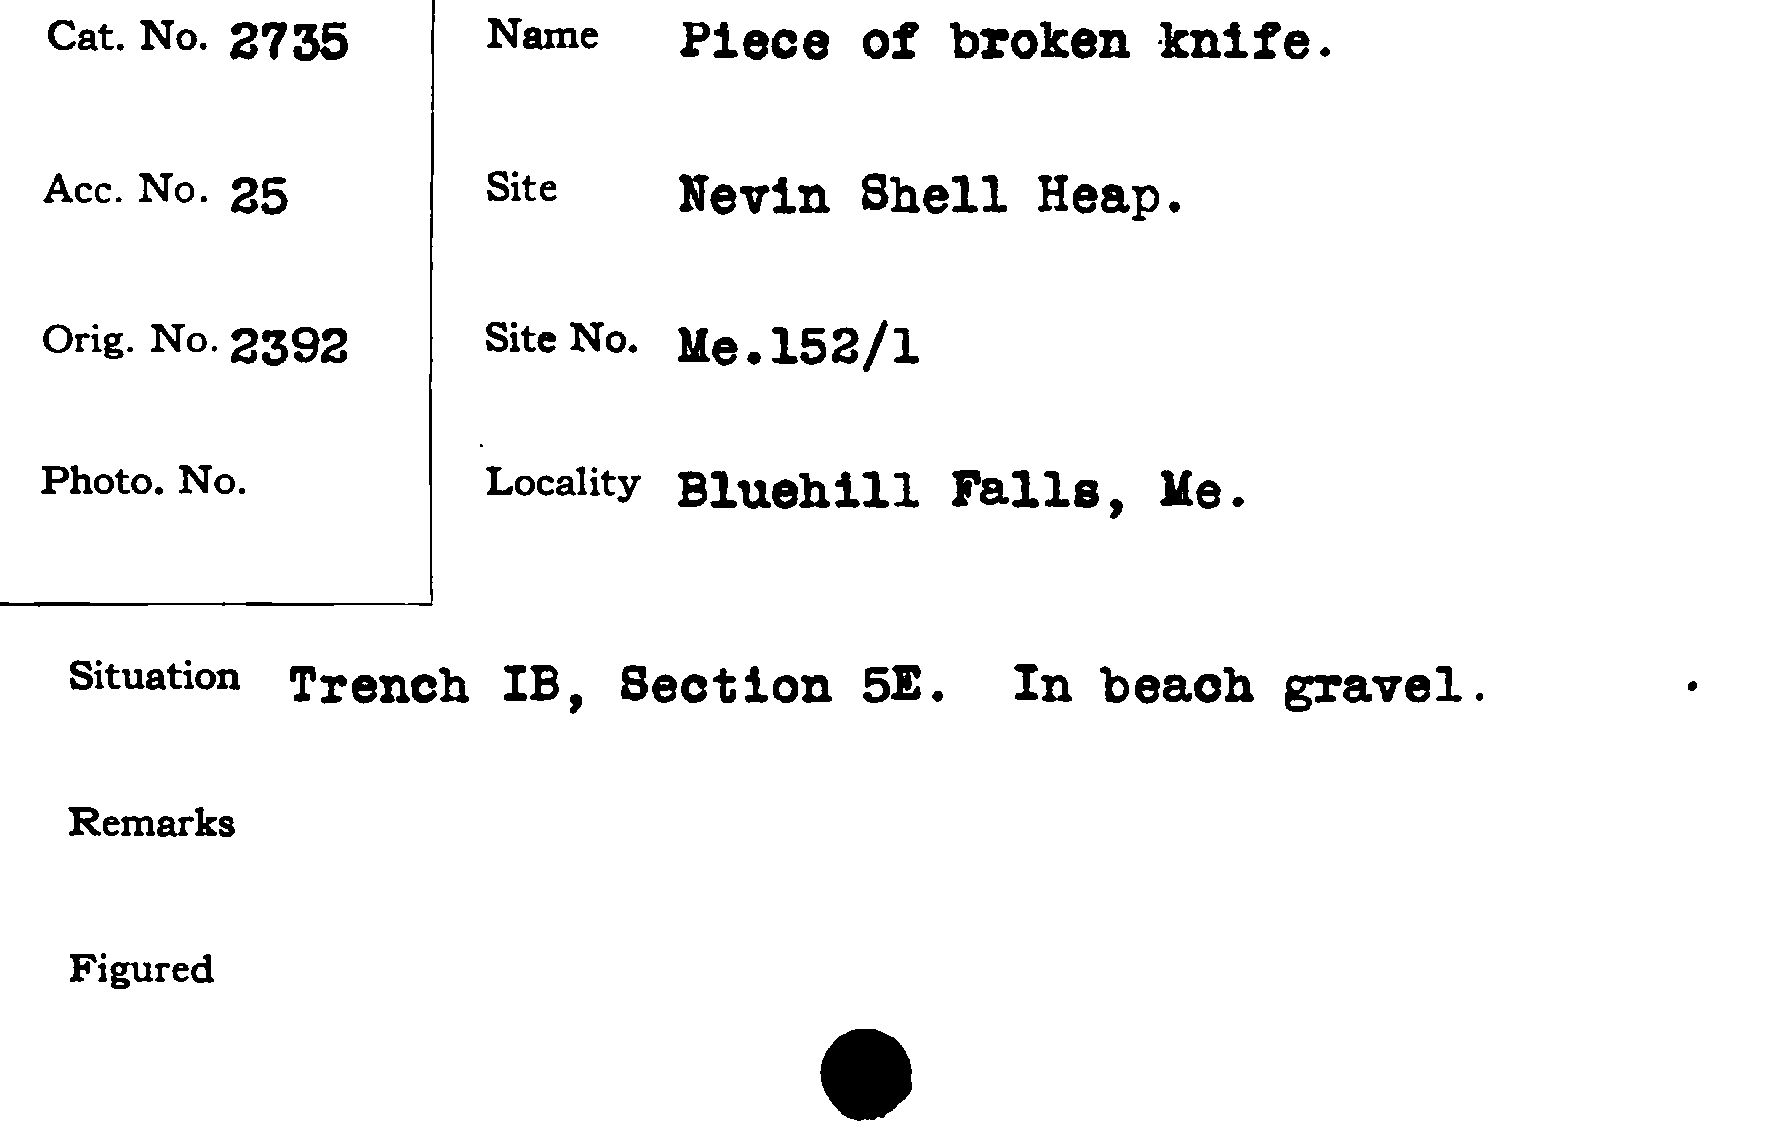 Cat. No. 2735
Name Piece of broken knife.
Acc. No. 25
Site Nevin Shell Heap.
Orig. No. 2392
Site No. Me.152/1
Photo. No.
Locality Bluehill Falls, Me.
Situation Trench IB, Section 5E. In beach gravel.
Remarks
Figured